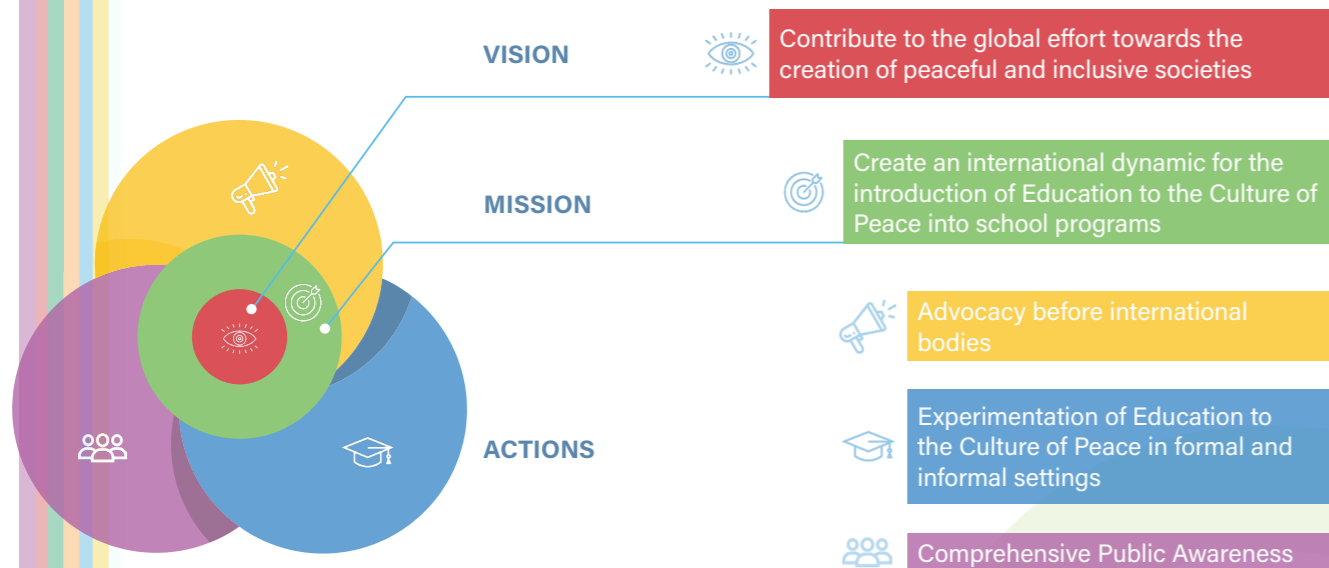 VISION
Contribute to the global effort towards the
creation of peaceful and inclusive societies
MISSION
Create an international dynamic for the
introduction of Education to the Culture of
Peace into school programs
ACTIONS
Advocacy before international
bodies
Experimentation of Education to
the Culture of Peace in formal and
informal settings
Comprehensive Public Awareness